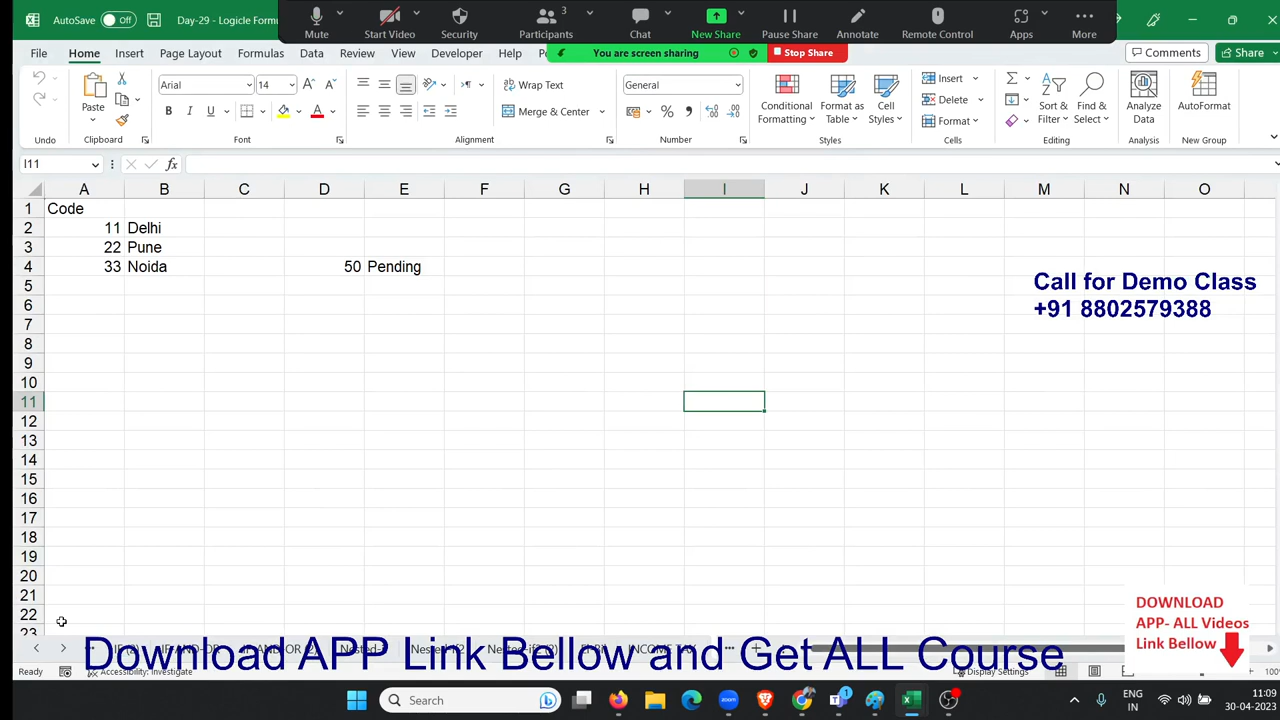 AutoSave Off Day-29 - Logicle Formu
Mute Start Video Security Participants 3 Chat New Share Pause Share Annotate Remote Control Apps More
You are screen sharing Stop Share
File Home Insert Page Layout Formulas Data Review View Developer Help Comments Share
Arial 14 Wrap Text General Insert
Paste B I U A Merge & Center % Conditional Formatting Format as Table Cell Styles Delete Format Sort & Filter Find & Select Analyze Data AutoFormat
Undo Clipboard Font Alignment Number Styles Cells Editing Analysis
I11 fx
A B C D E F G H I J K L M N O
1 Code
2 11 Delhi
3 22 Pune
4 33 Noida 50 Pending
5
6
7
8
9
10
11
12
13
14
15
16
17
18
19
20
21
22
23
Call for Demo Class
+91 8802579388
DOWNLOAD
APP- ALL Videos
Link Bellow
Download APP Link Bellow and Get ALL Course
Ready Accessibility: Investigate Display Settings 100%
Search ENG 11:09
IN 30-04-2023